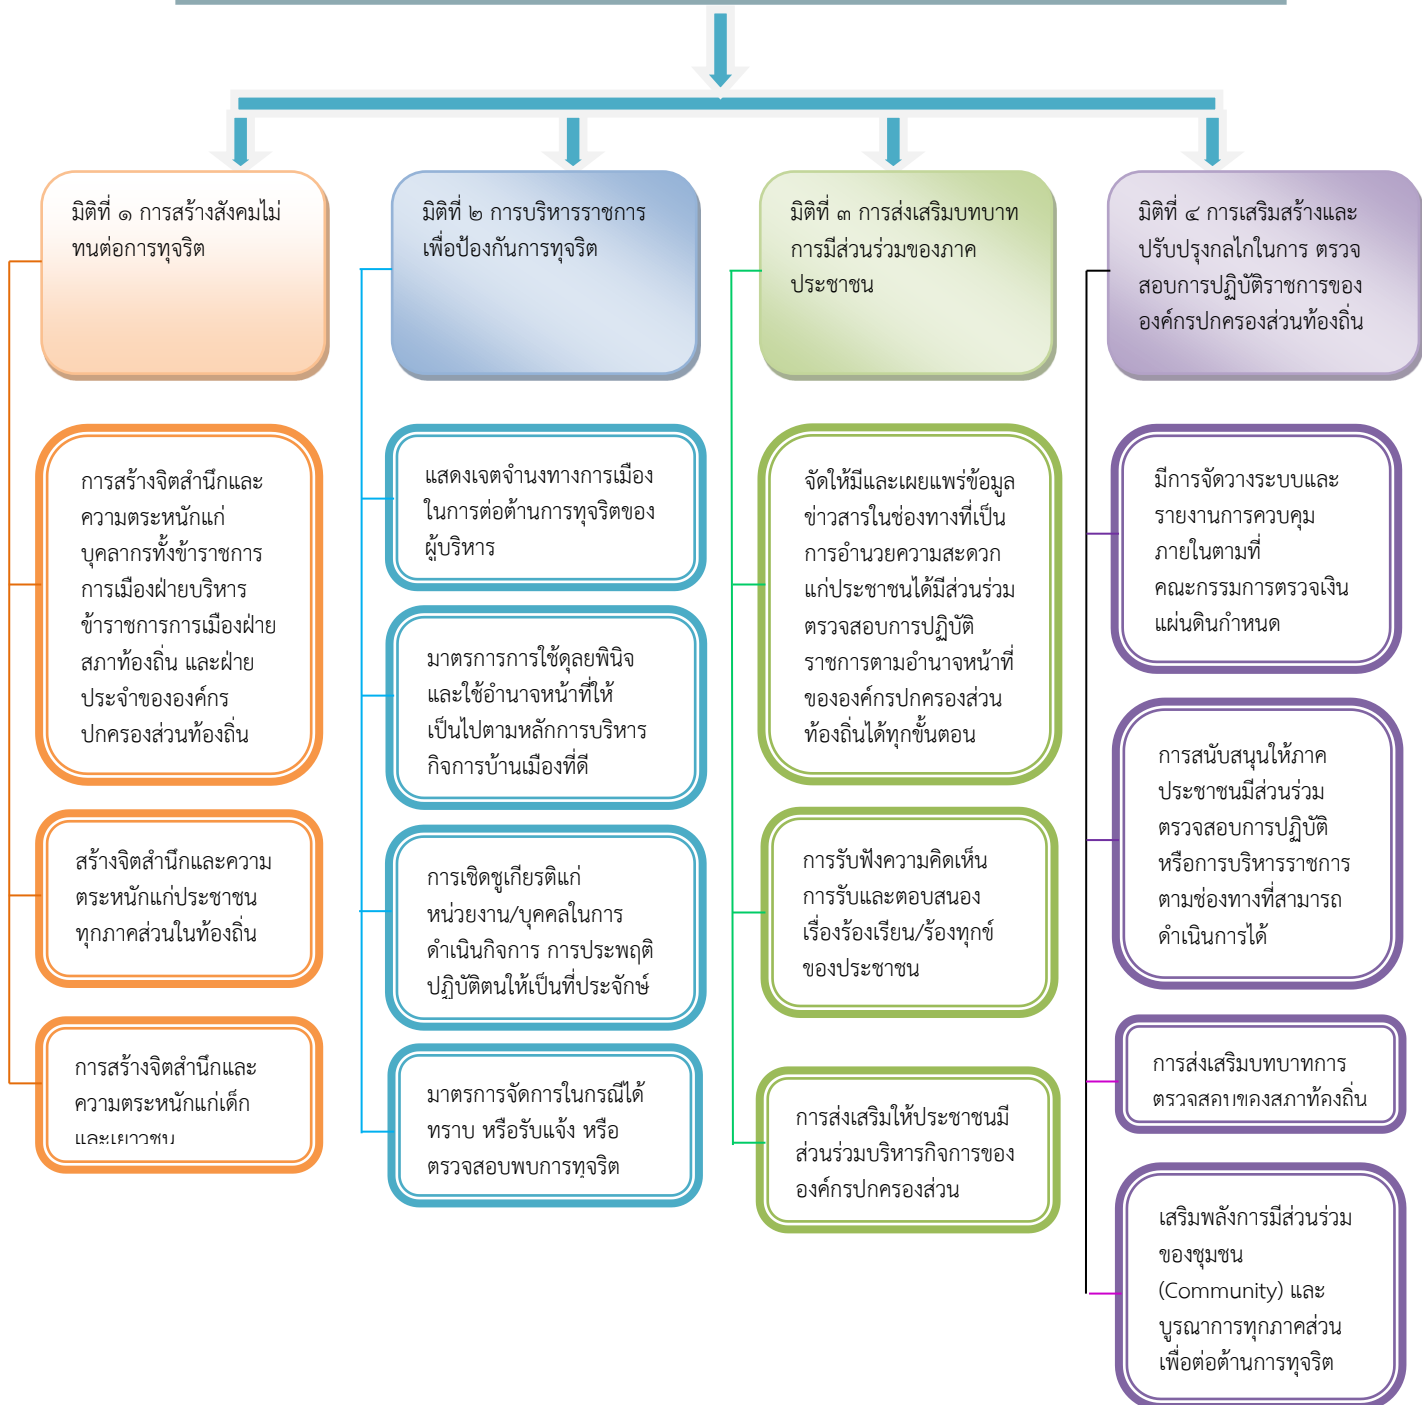 มิติที่ ๑ การสร้างสังคมไม่
ทนต่อการทุจริต
มิติที่ ๒ การบริหารราชการ
เพื่อป้องกันการทุจริต
มิติที่ ๓ การส่งเสริมบทบาท
การมีส่วนร่วมของภาค
ประชาชน
มิติที่ ๔ การเสริมสร้างและ
ปรับปรุงกลไกในการ ตรวจ
สอบการปฏิบัติราชการของ
องค์กรปกครองส่วนท้องถิ่น
การสร้างจิตสำนึกและ
ความตระหนักแก่
บุคลากรทั้งข้าราชการ
การเมืองฝ่ายบริหาร
ข้าราชการการเมืองฝ่าย
สภาท้องถิ่น และฝ่าย
ประจำขององค์กร
ปกครองส่วนท้องถิ่น
สร้างจิตสำนึกและความ
ตระหนักแก่ประชาชน
ทุกภาคส่วนในท้องถิ่น
การสร้างจิตสำนึกและ
ความตระหนักแก่เด็ก
และเยาวชน
แสดงเจตจำนงทางการเมือง
ในการต่อต้านการทุจริตของ
ผู้บริหาร
มาตรการการใช้ดุลยพินิจ
และใช้อำนาจหน้าที่ให้
เป็นไปตามหลักการบริหาร
กิจการบ้านเมืองที่ดี
การเชิดชูเกียรติแก่
หน่วยงาน/บุคคลในการ
ดำเนินกิจการ การประพฤติ
ปฏิบัติตนให้เป็นที่ประจักษ์
มาตรการจัดการในกรณีได้
ทราบ หรือรับแจ้ง หรือ
ตรวจสอบพบการทุจริต
จัดให้มีและเผยแพร่ข้อมูล
ข่าวสารในช่องทางที่เป็น
การอำนวยความสะดวก
แก่ประชาชนได้มีส่วนร่วม
ตรวจสอบการปฏิบัติ
ราชการตามอำนาจหน้าที่
ขององค์กรปกครองส่วน
ท้องถิ่นได้ทุกขั้นตอน
การรับฟังความคิดเห็น
การรับและตอบสนอง
เรื่องร้องเรียน/ร้องทุกข์
ของประชาชน
การส่งเสริมให้ประชาชนมี
ส่วนร่วมบริหารกิจการของ
องค์กรปกครองส่วน
มีการจัดวางระบบและ
รายงานการควบคุม
ภายในตามที่
คณะกรรมการตรวจเงิน
แผ่นดินกำหนด
การสนับสนุนให้ภาค
ประชาชนมีส่วนร่วม
ตรวจสอบการปฏิบัติ
หรือการบริหารราชการ
ตามช่องทางที่สามารถ
ดำเนินการได้
การส่งเสริมบทบาทการ
ตรวจสอบของสภาท้องถิ่น
เสริมพลังการมีส่วนร่วม
ของชุมชน
(Community) และ
บูรณาการทุกภาคส่วน
เพื่อต่อต้านการทุจริต